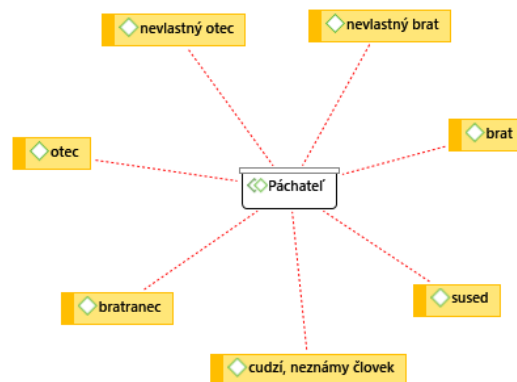 nevlastný otec
nevlastný brat
brat
otec
Páchateľ
bratranec
sused
cudzí, neznámy človek